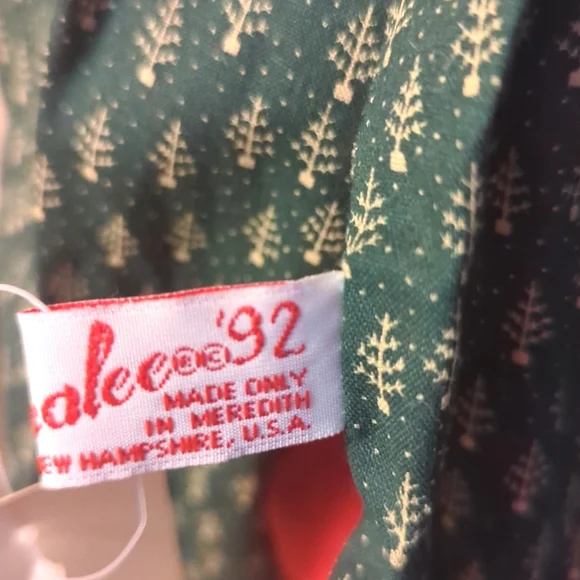 alee®© '92
MADE ONLY
IN MEREDITH
EW HAMPSHIRE, U.S.A.